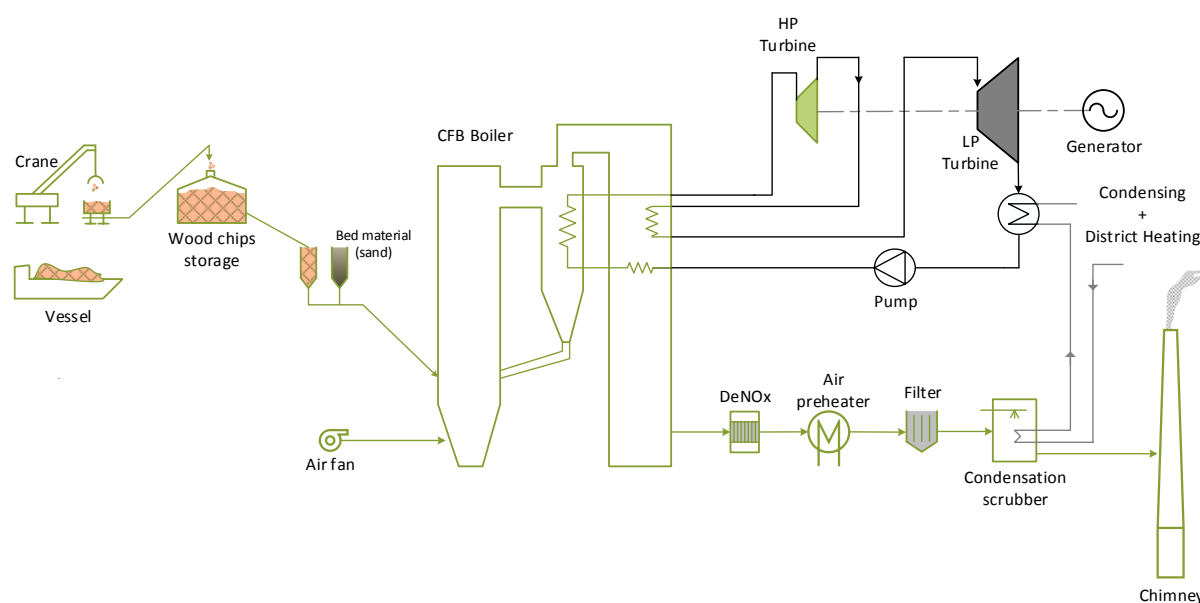 HP
Turbine
CFB Boiler
LP
Turbine
Generator
Crane
Condensing
+
District Heating
Wood chips
storage
Bed material
(sand)
Pump
Vessel
DeNOx
Air
preheater
Filter
Air fan
Condensation
scrubber
Chimney